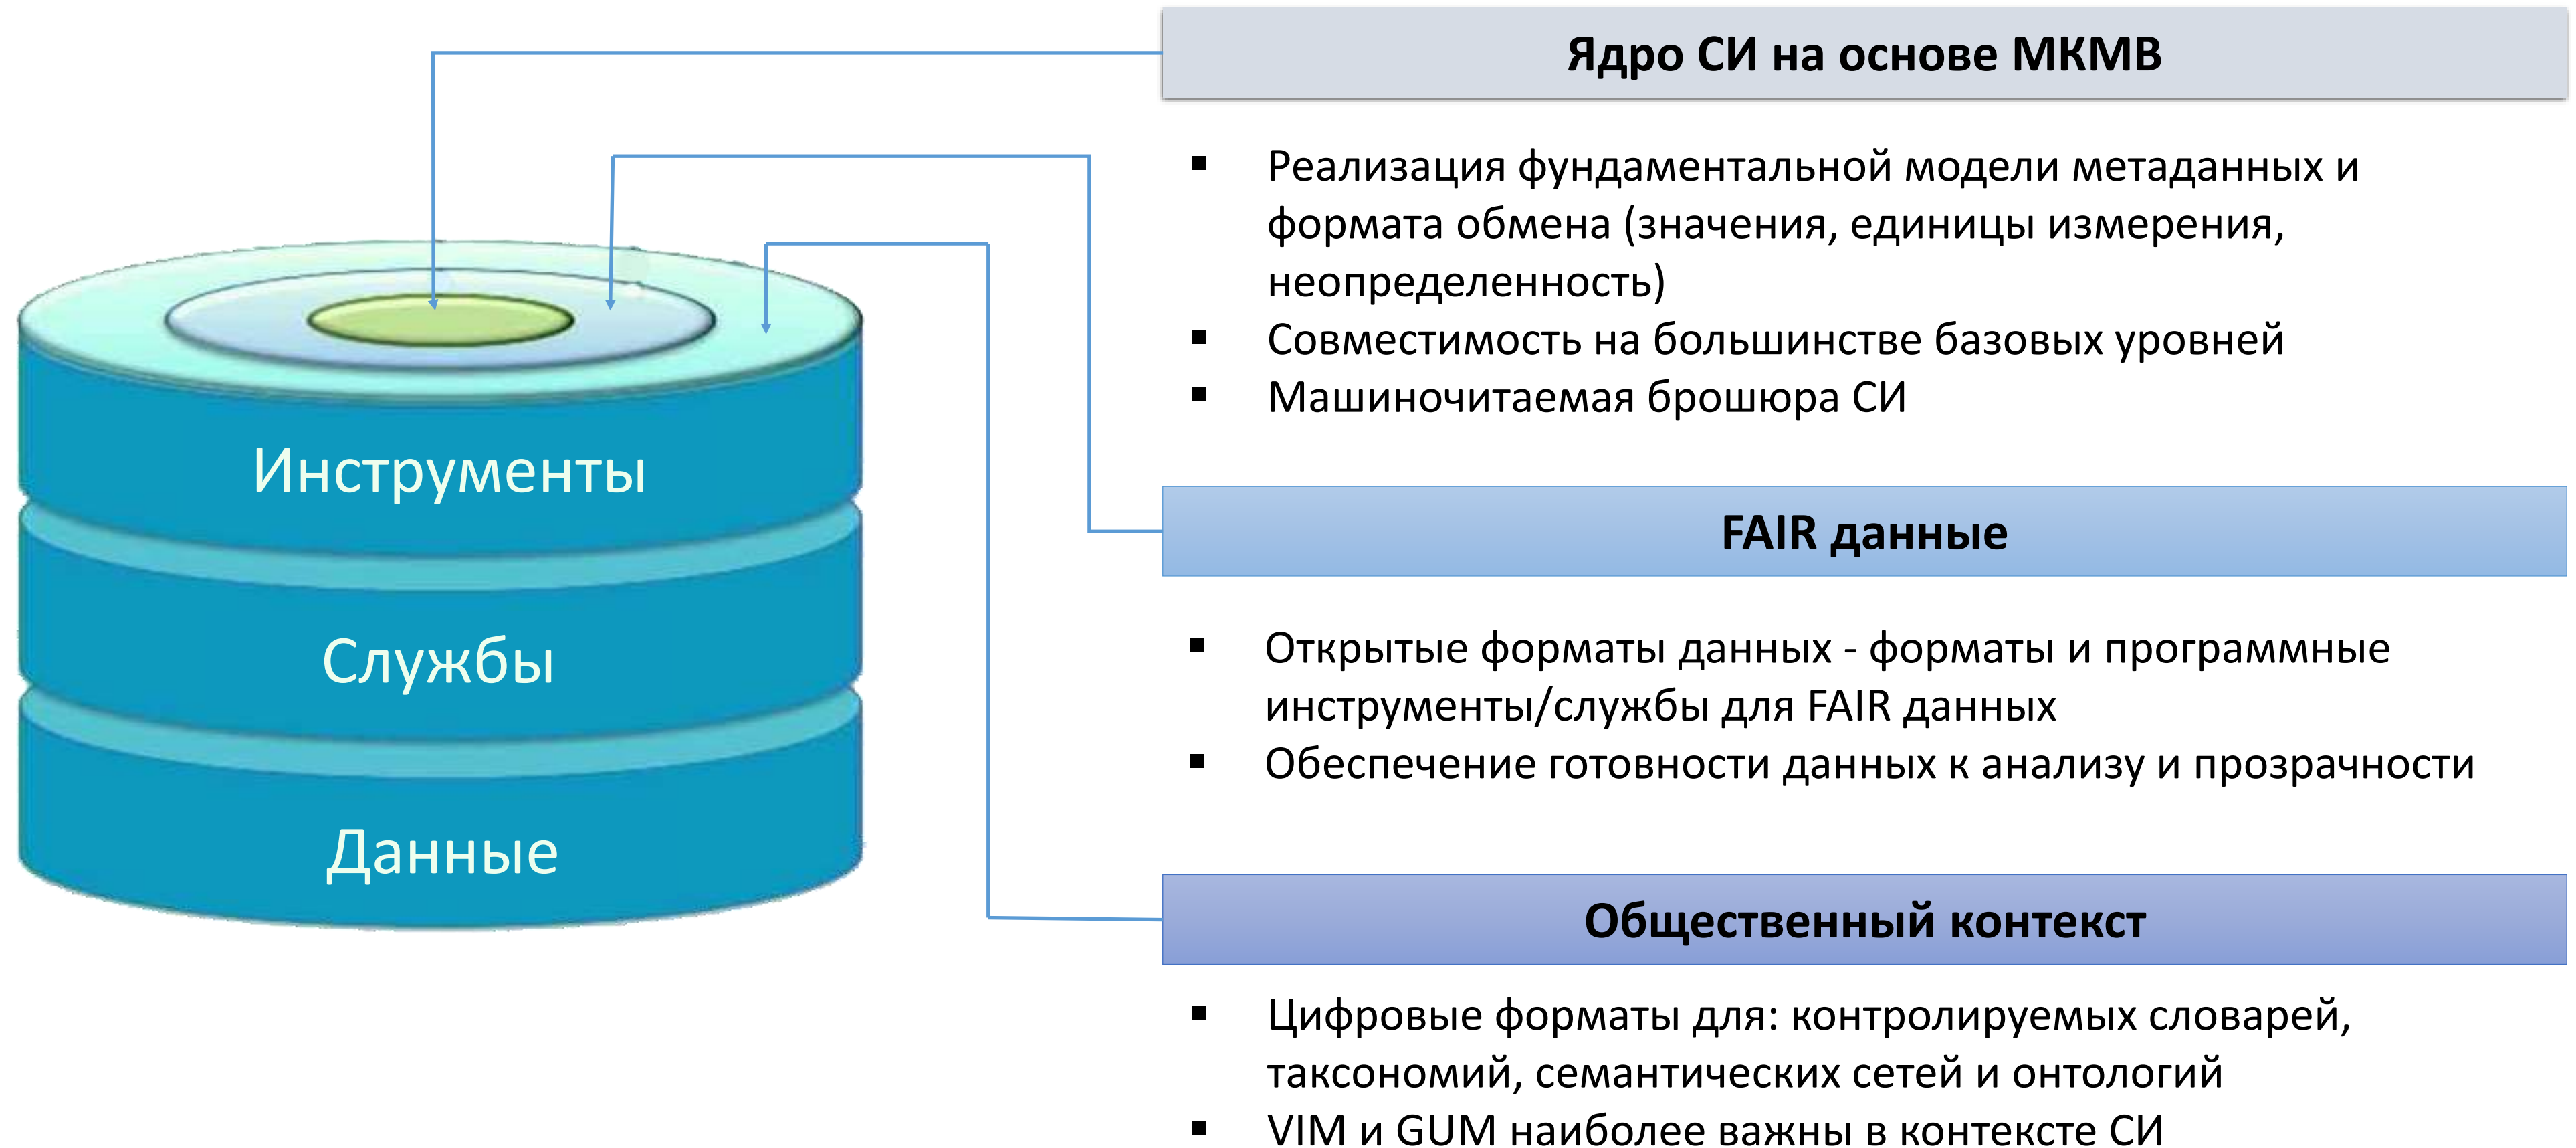 Ядро СИ на основе МКМВ
▪ Реализация фундаментальной модели метаданных и
формата обмена (значения, единицы измерения,
неопределенность)
▪ Совместимость на большинстве базовых уровней
▪ Машиночитаемая брошюра СИ
FAIR данные
▪ Открытые форматы данных - форматы и программные
инструменты/службы для FAIR данных
▪ Обеспечение готовности данных к анализу и прозрачности
Общественный контекст
▪ Цифровые форматы для: контролируемых словарей,
таксономий, семантических сетей и онтологий
▪ VIM и GUM наиболее важны в контексте СИ
Инструменты
Службы
Данные